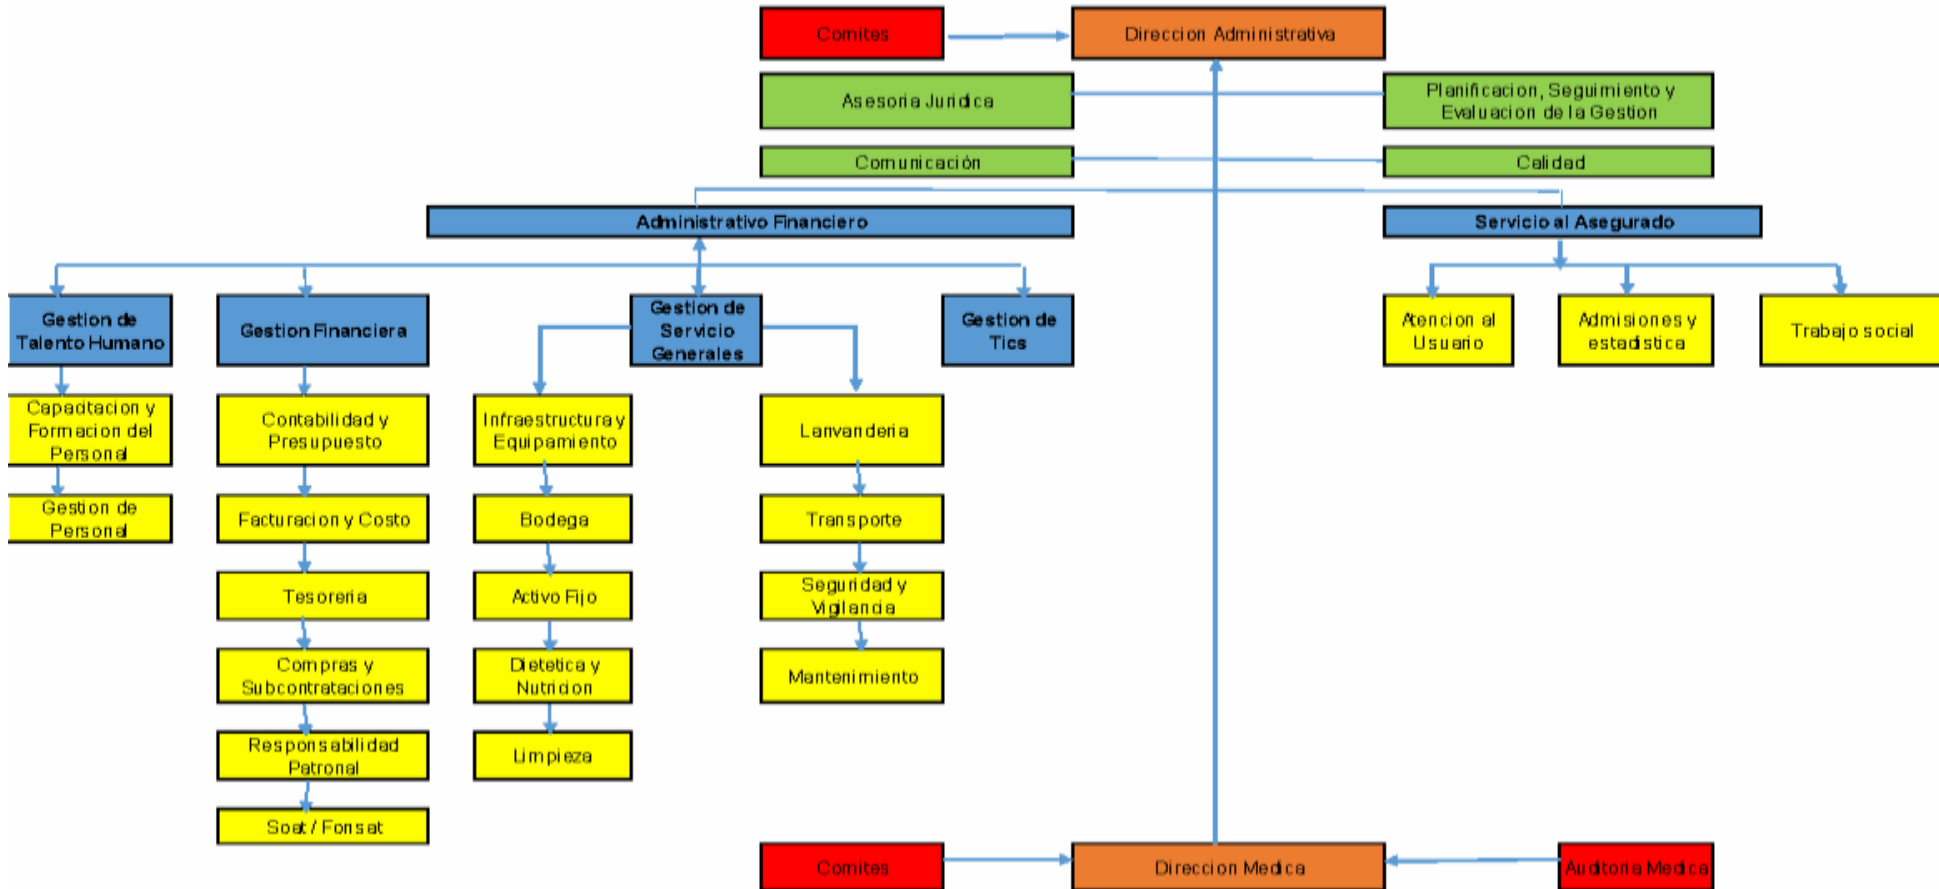 Comites
Direccion Administrativa
Asesoria Juridica
Planificacion, Seguimiento y
Evaluacion de la Gestion
Comunicación
Calidad
Administrativo Financiero
Servicio al Asegurado
Gestion de
Talento Humano
Gestion Financiera
Gestion de
Servicio
Generales
Gestion de
Tics
Atencion al
Usuario
Admisiones y
estadistica
Trabajo social
Capacitacion y
Formacion del
Personal
Contabilidad y
Presupuesto
Infraestructura y
Equipamiento
Lanvanderia
Gestion de
Personal
Facturacion y Costo
Bodega
Transporte
Tesoreria
Activo Fijo
Seguridad y
Vigilancia
Compras y
Subcontrataciones
Dietetica y
Nutricion
Mantenimiento
Responsabilidad
Patronal
Limpieza
Soat / Fonsat
Comites
Direccion Medica
Auditoria Medica